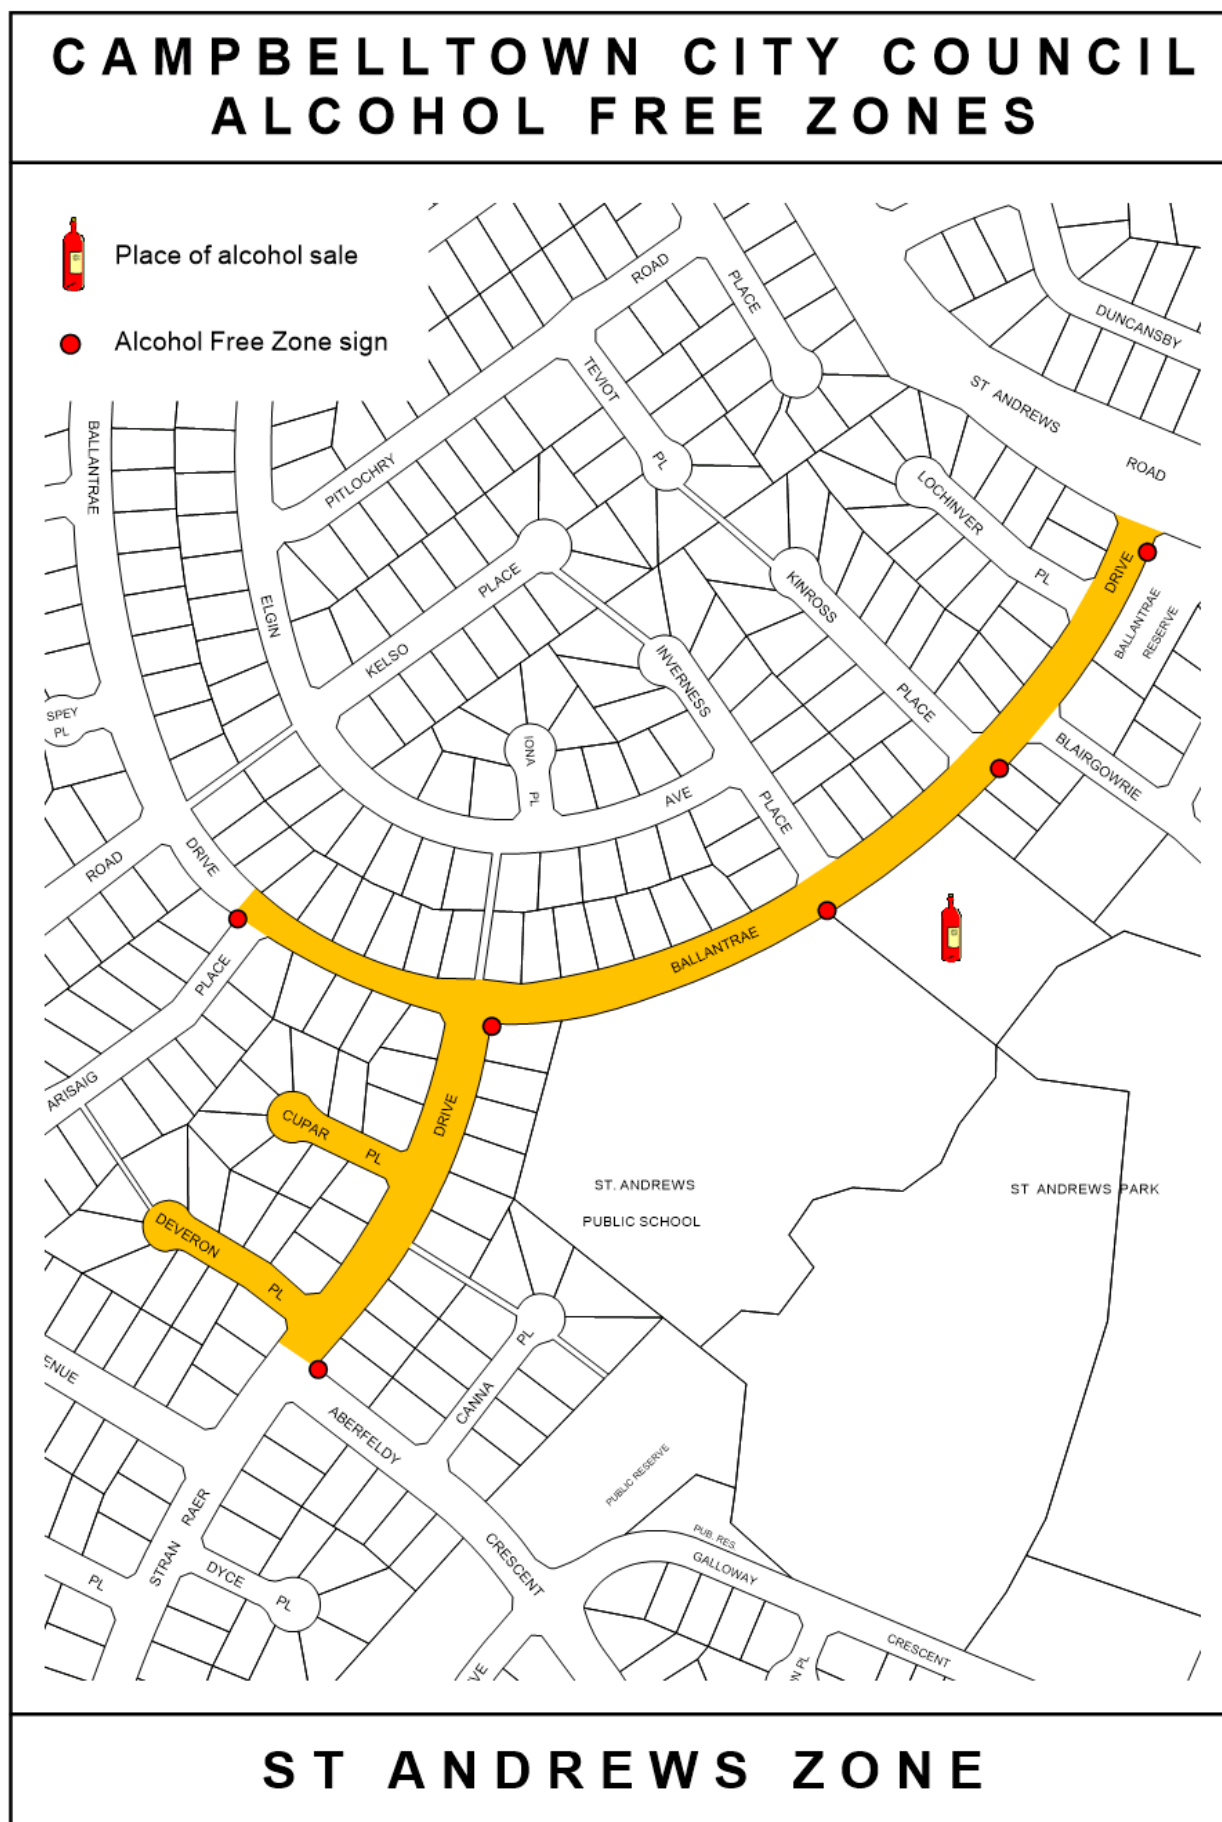 CAMPBELLTOWN CITY COUNCIL
ALCOHOL FREE ZONES
Place of alcohol sale
Alcohol Free Zone sign
ROAD
PLACE
DUNCANSBY
TEVIOT
PL
ST ANDREWS
ROAD
BALLANTRAE
PITLOCHRY
LOCHINVER
PL
DRIVE
BALLANTRAE
RESERVE
KELSO
PLACE
KINROSS
PLACE
ELGIN
INVERNESS
PLACE
SPEY
PL
IONA
PL
AVE
BLAIRGOWRIE
ROAD
DRIVE
BALLANTRAE
PLACE
ARISAIG
CUPAR
PL
DRIVE
ST. ANDREWS
PUBLIC SCHOOL
ST ANDREWS PARK
DEVERON
PL
PL
CANNA
ENUE
ABERFELDY
CRESCENT
PUBLIC RESERVE
PUB. RES.
GALLOWAY
CRESCENT
STRAN RAER
DYCE
PL
PL
VE
N PL
ST ANDREWS ZONE